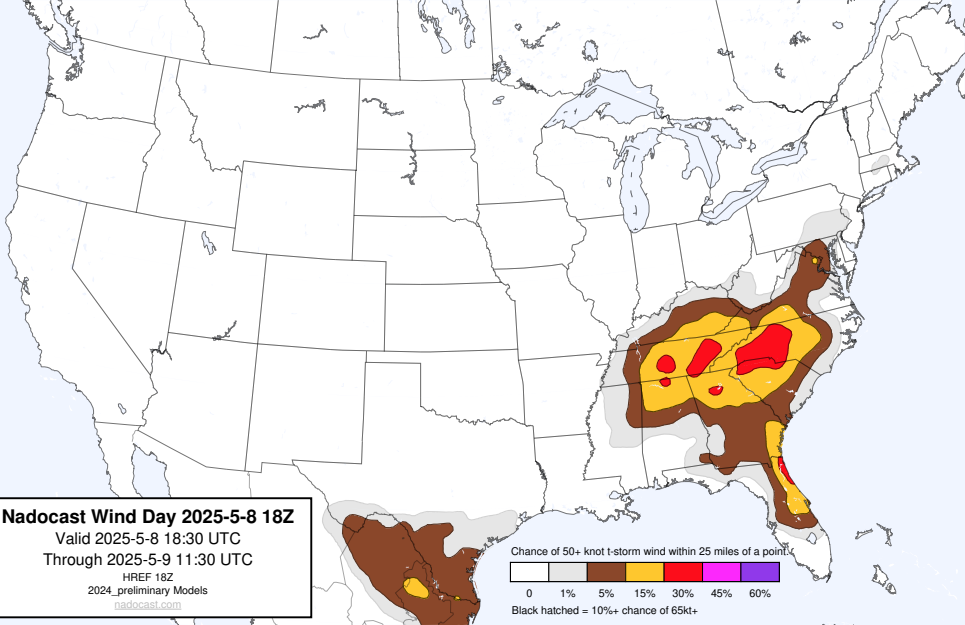 Nadocast Wind Day 2025-5-8 18Z
Valid 2025-5-8 18:30 UTC
Through 2025-5-9 11:30 UTC
HREF 18Z
2024_preliminary Models
nadocast.com
Chance of 50+ knot t-storm wind within 25 miles of a point.
0 1% 5% 15% 30% 45% 60%
Black hatched = 10%+ chance of 65kt+